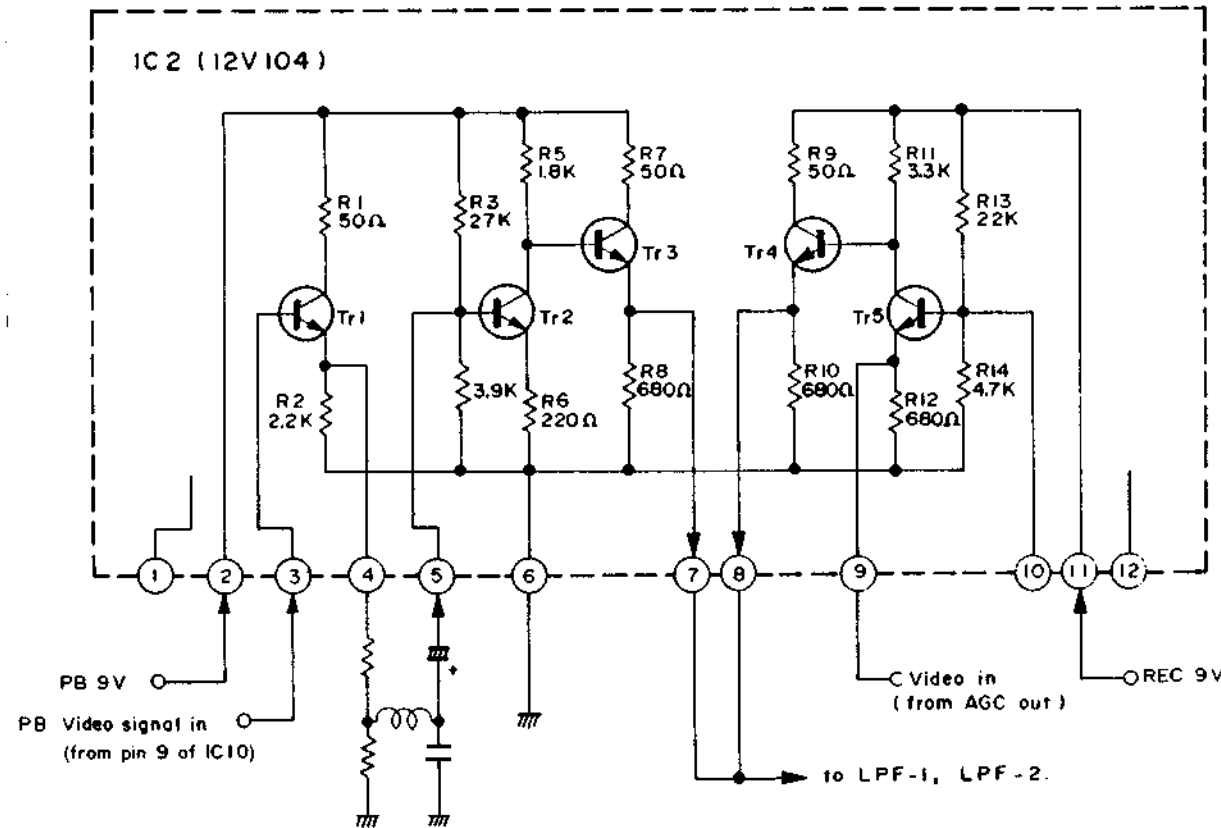 IC2 (12V104)
R5
1.8K
R7
50Ω
R9
50Ω
R11
3.3K
R1
50Ω
R3
27K
R13
22K
Tr3
Tr4
Tr1
Tr2
Tr5
R2
2.2K
3.9K
R6
220Ω
R8
680Ω
R10
680Ω
R12
680Ω
R14
4.7K
1 2 3 4 5 6 7 8 9 10 11 12
+
PB 9V
Video in
(from AGC out)
REC 9V
PB Video signal in
(from pin 9 of IC10)
to LPF-1, LPF-2.